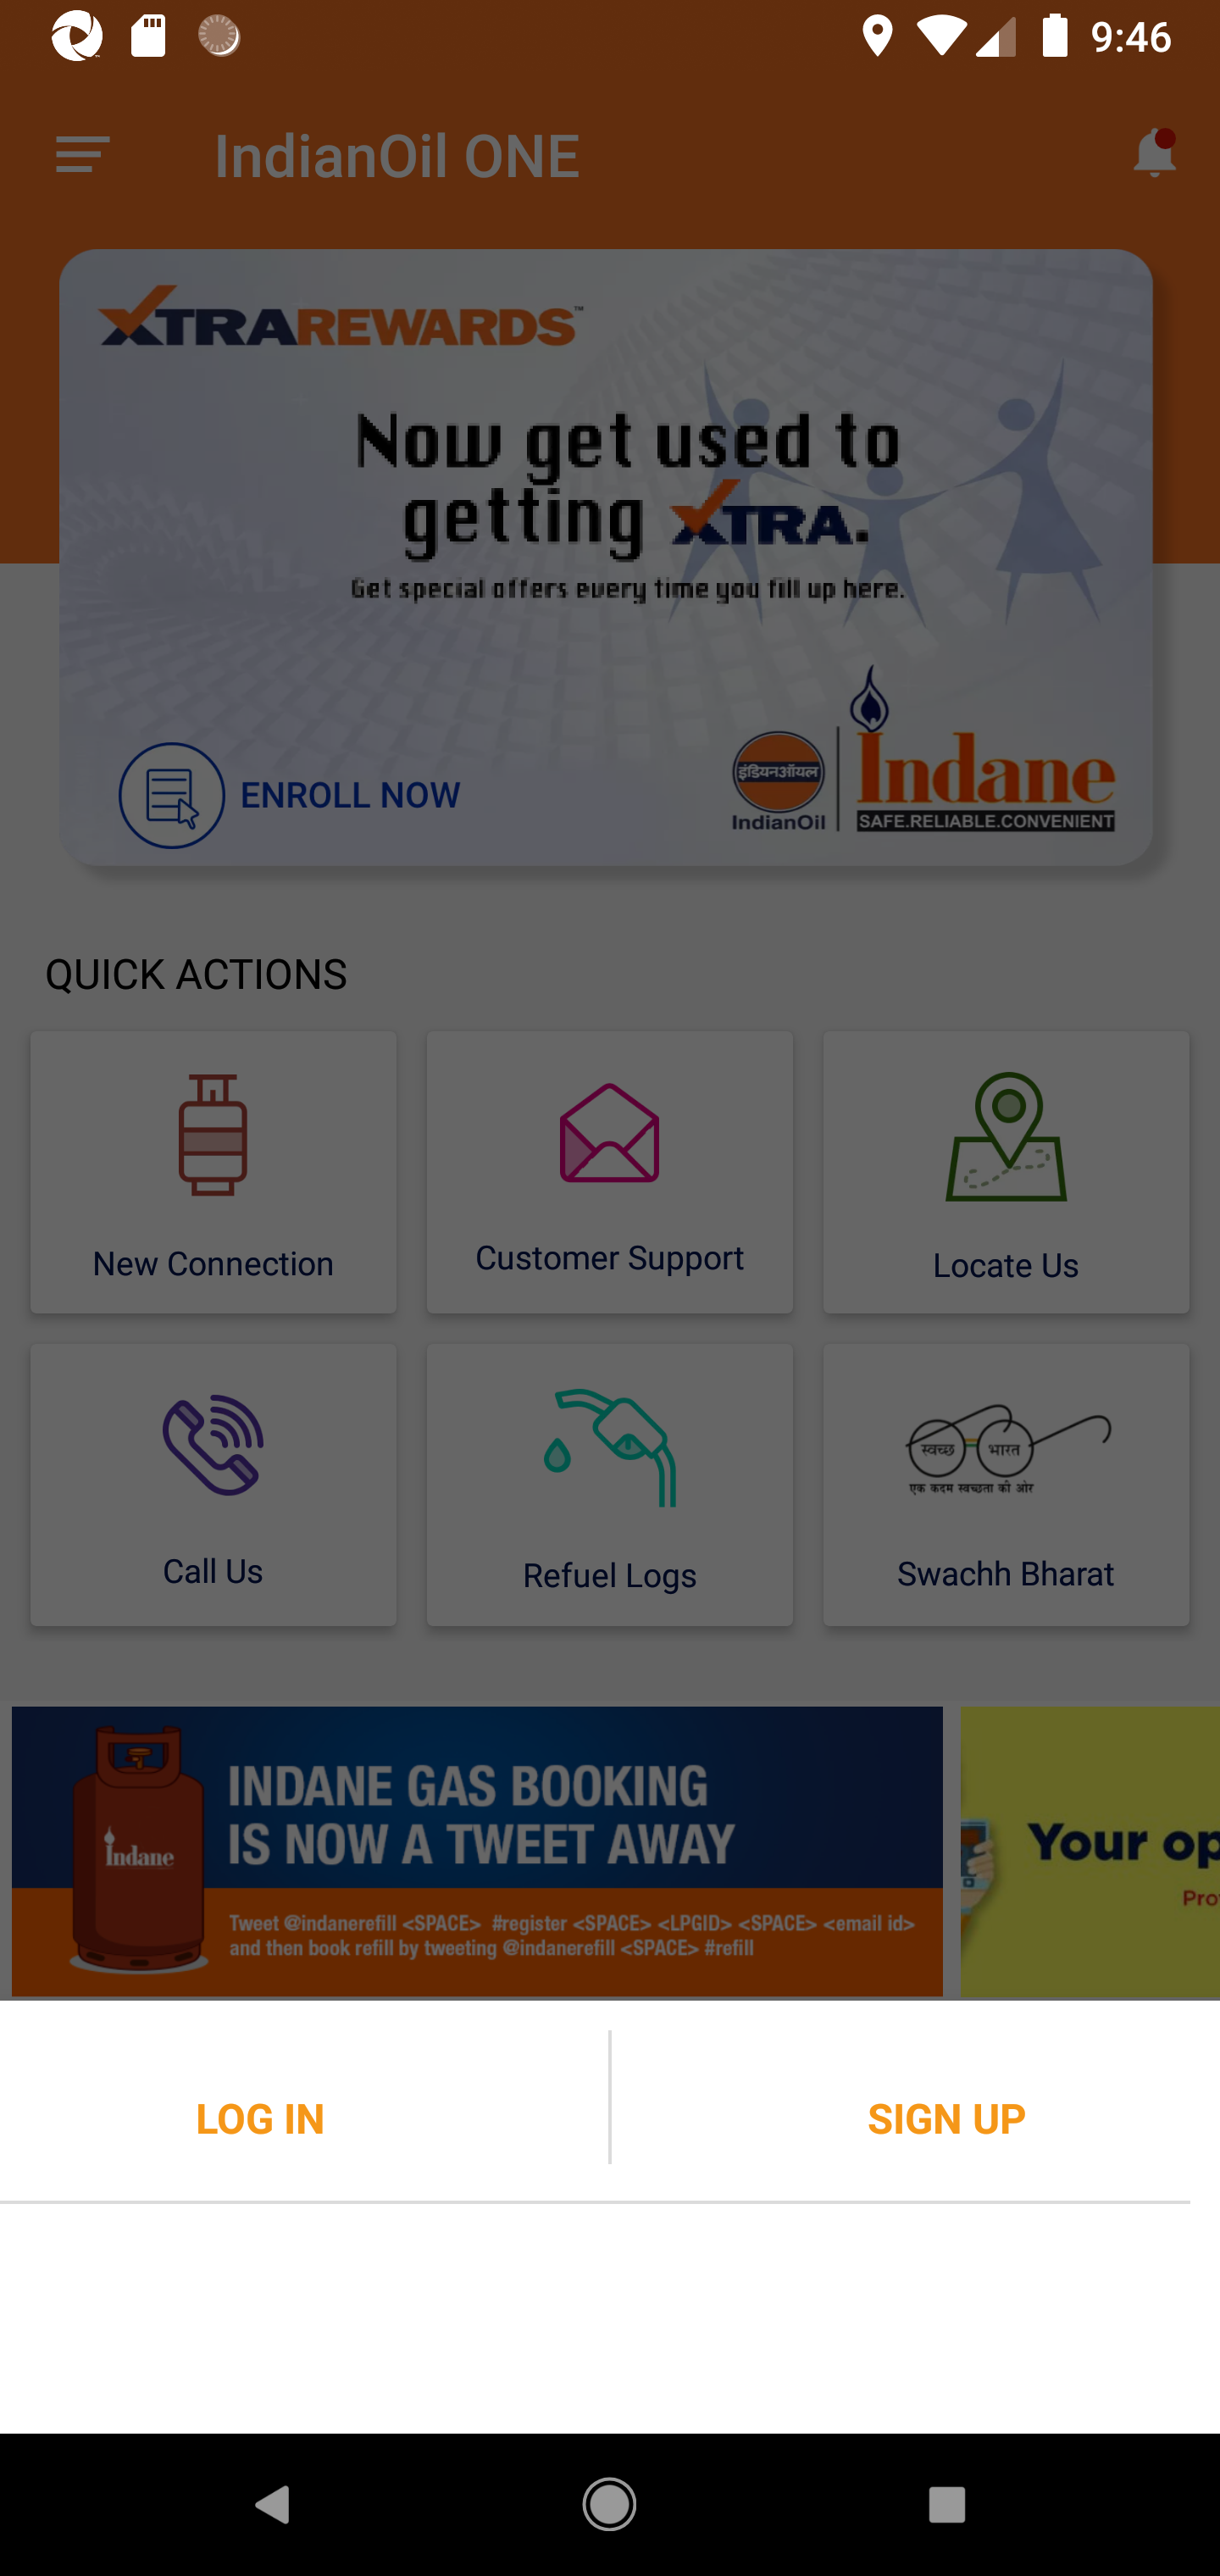 9:46
IndianOil ONE
XTRAREWARDS™
Now get used to
getting XTRA.
Get special offers every time you fill up here.
ENROLL NOW
इंडियनऑयल
IndianOil
Indane
SAFE.RELIABLE.CONVENIENT
QUICK ACTIONS
New Connection
Customer Support
Locate Us
स्वच्छ भारत
एक कदम स्वच्छता की ओर
Call Us
Refuel Logs
Swachh Bharat
Indane
INDANE GAS BOOKING
IS NOW A TWEET AWAY
Tweet @indanerefill <SPACE> #register <SPACE> <LPGID> <SPACE> <email id>
and then book refill by tweeting @indanerefill <SPACE> #refill
Your op
Pro
LOG IN
SIGN UP